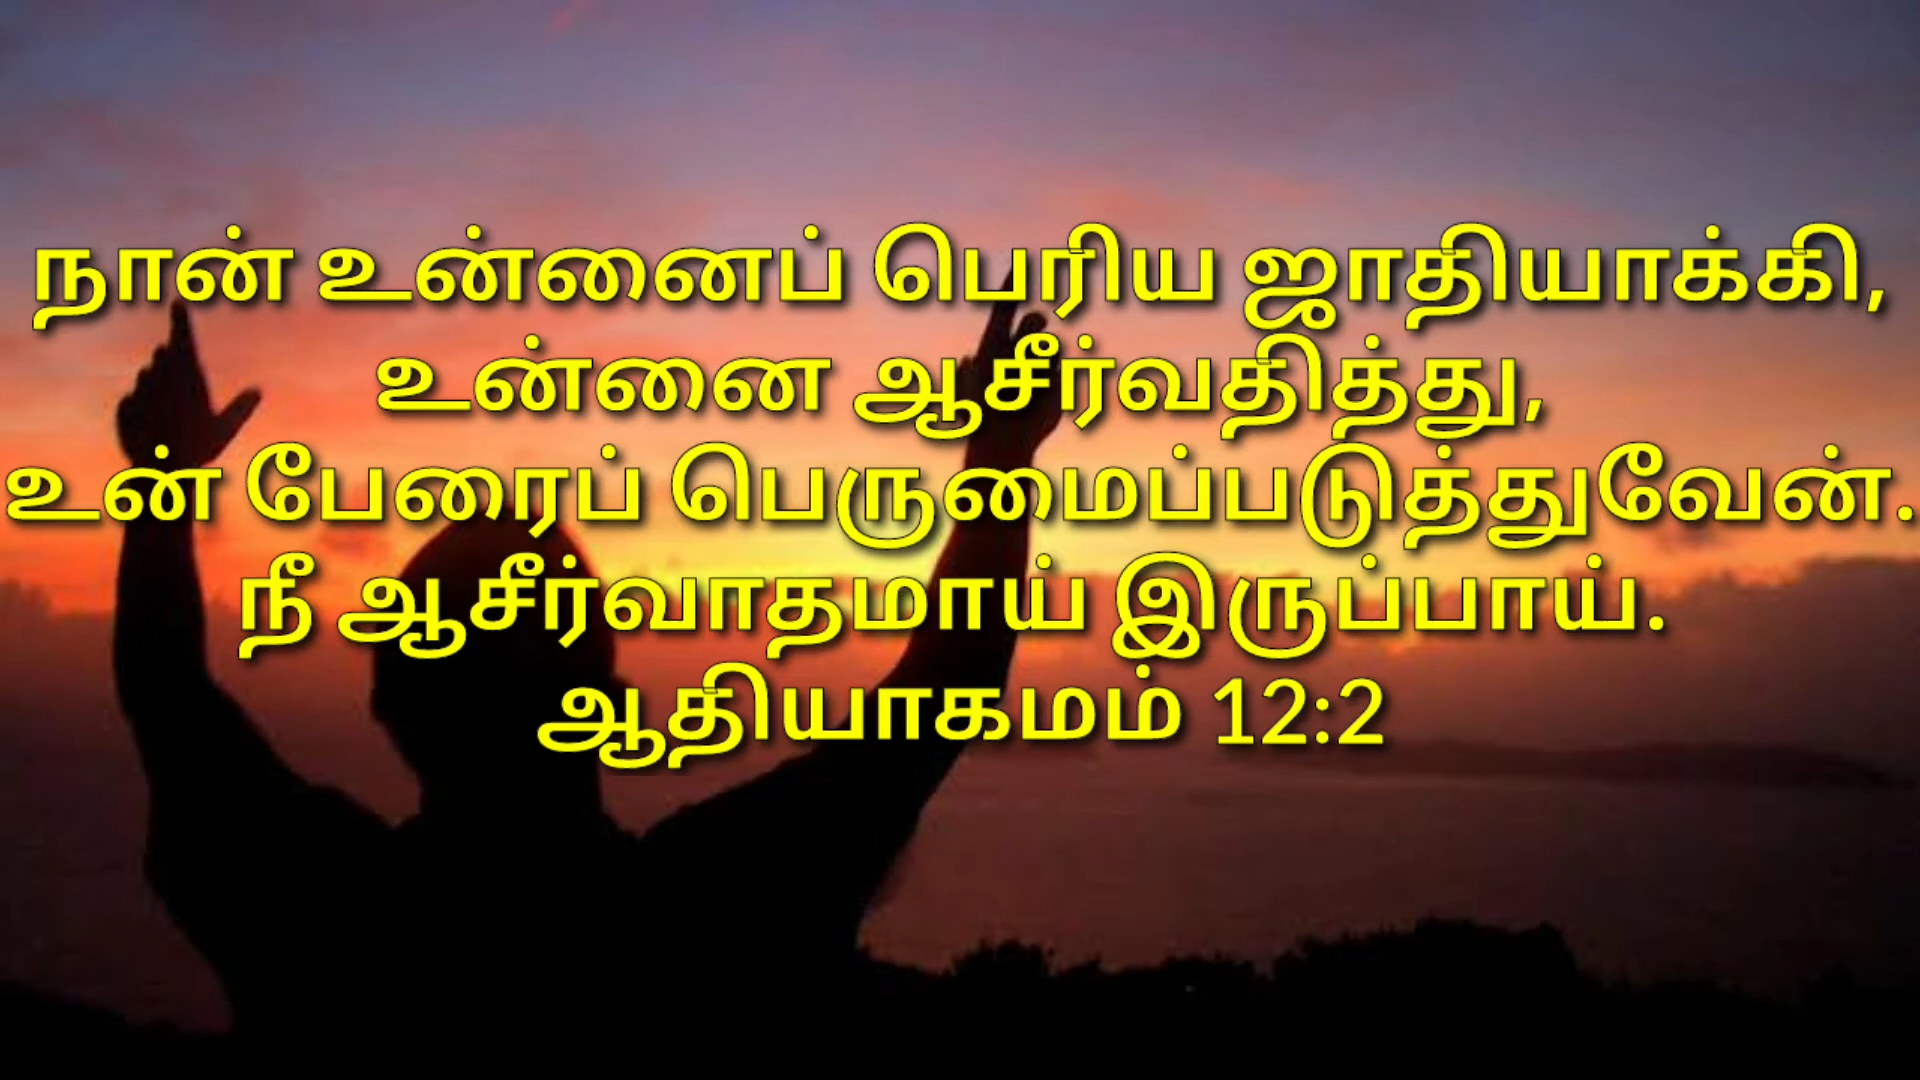 நான் உன்னைப் பெரிய ஜாதியாக்கி,
உன்னை ஆசீர்வதித்து,
உன் பேரைப் பெருமைப்படுத்துவேன்.
நீ ஆசீர்வாதமாய் இருப்பாய்.
ஆதியாகமம் 12:2